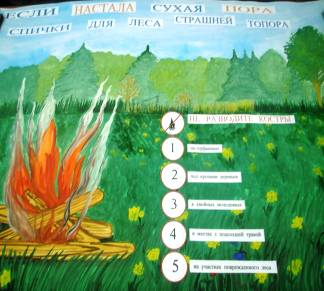 ЕСЛИ НАСТАЛА СУХАЯ ПОРА
СПИЧКИ ДЛЯ ЛЕСА СТРАШНЕЙ ТОПОРА
НЕ РАЗВОДИТЕ КОСТРЫ
1 на торфяниках
2 под кронами деревьев
3 в хвойных молодняках
4 в местах с подсохшей травой
5 на участках поврежденного леса